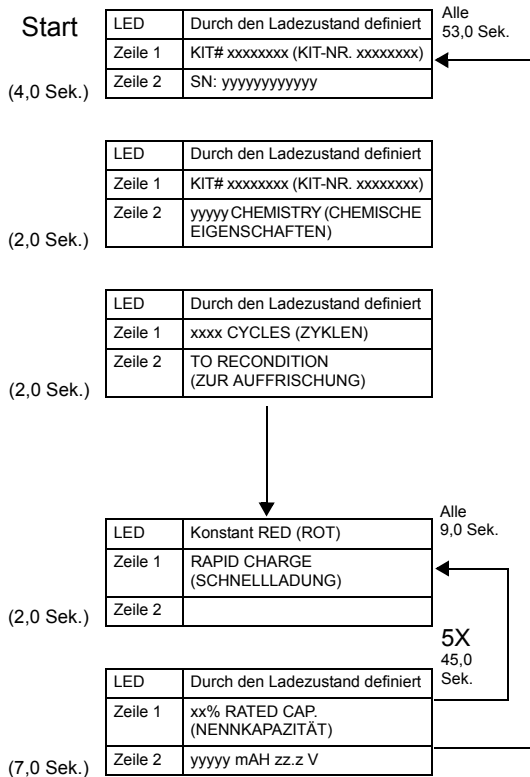 Start
Alle
53,0 Sek.
LED Durch den Ladezustand definiert
Zeile 1 KIT# xxxxxxxx (KIT-NR. xxxxxxxx)
Zeile 2 SN: yyyyyyyyyyyy
(4,0 Sek.)
LED Durch den Ladezustand definiert
Zeile 1 KIT# xxxxxxxx (KIT-NR. xxxxxxxx)
Zeile 2 yyyyy CHEMISTRY (CHEMISCHE
EIGENSCHAFTEN)
(2,0 Sek.)
LED Durch den Ladezustand definiert
Zeile 1 xxxx CYCLES (ZYKLEN)
Zeile 2 TO RECONDITION
(ZUR AUFFRISCHUNG)
(2,0 Sek.)
Alle
9,0 Sek.
LED Konstant RED (ROT)
Zeile 1 RAPID CHARGE
(SCHNELLLADUNG)
Zeile 2
(2,0 Sek.)
5X
45,0
Sek.
LED Durch den Ladezustand definiert
Zeile 1 xx% RATED CAP.
(NENNKAPAZITÄT)
Zeile 2 yyyyy mAH zz.z V
(7,0 Sek.)